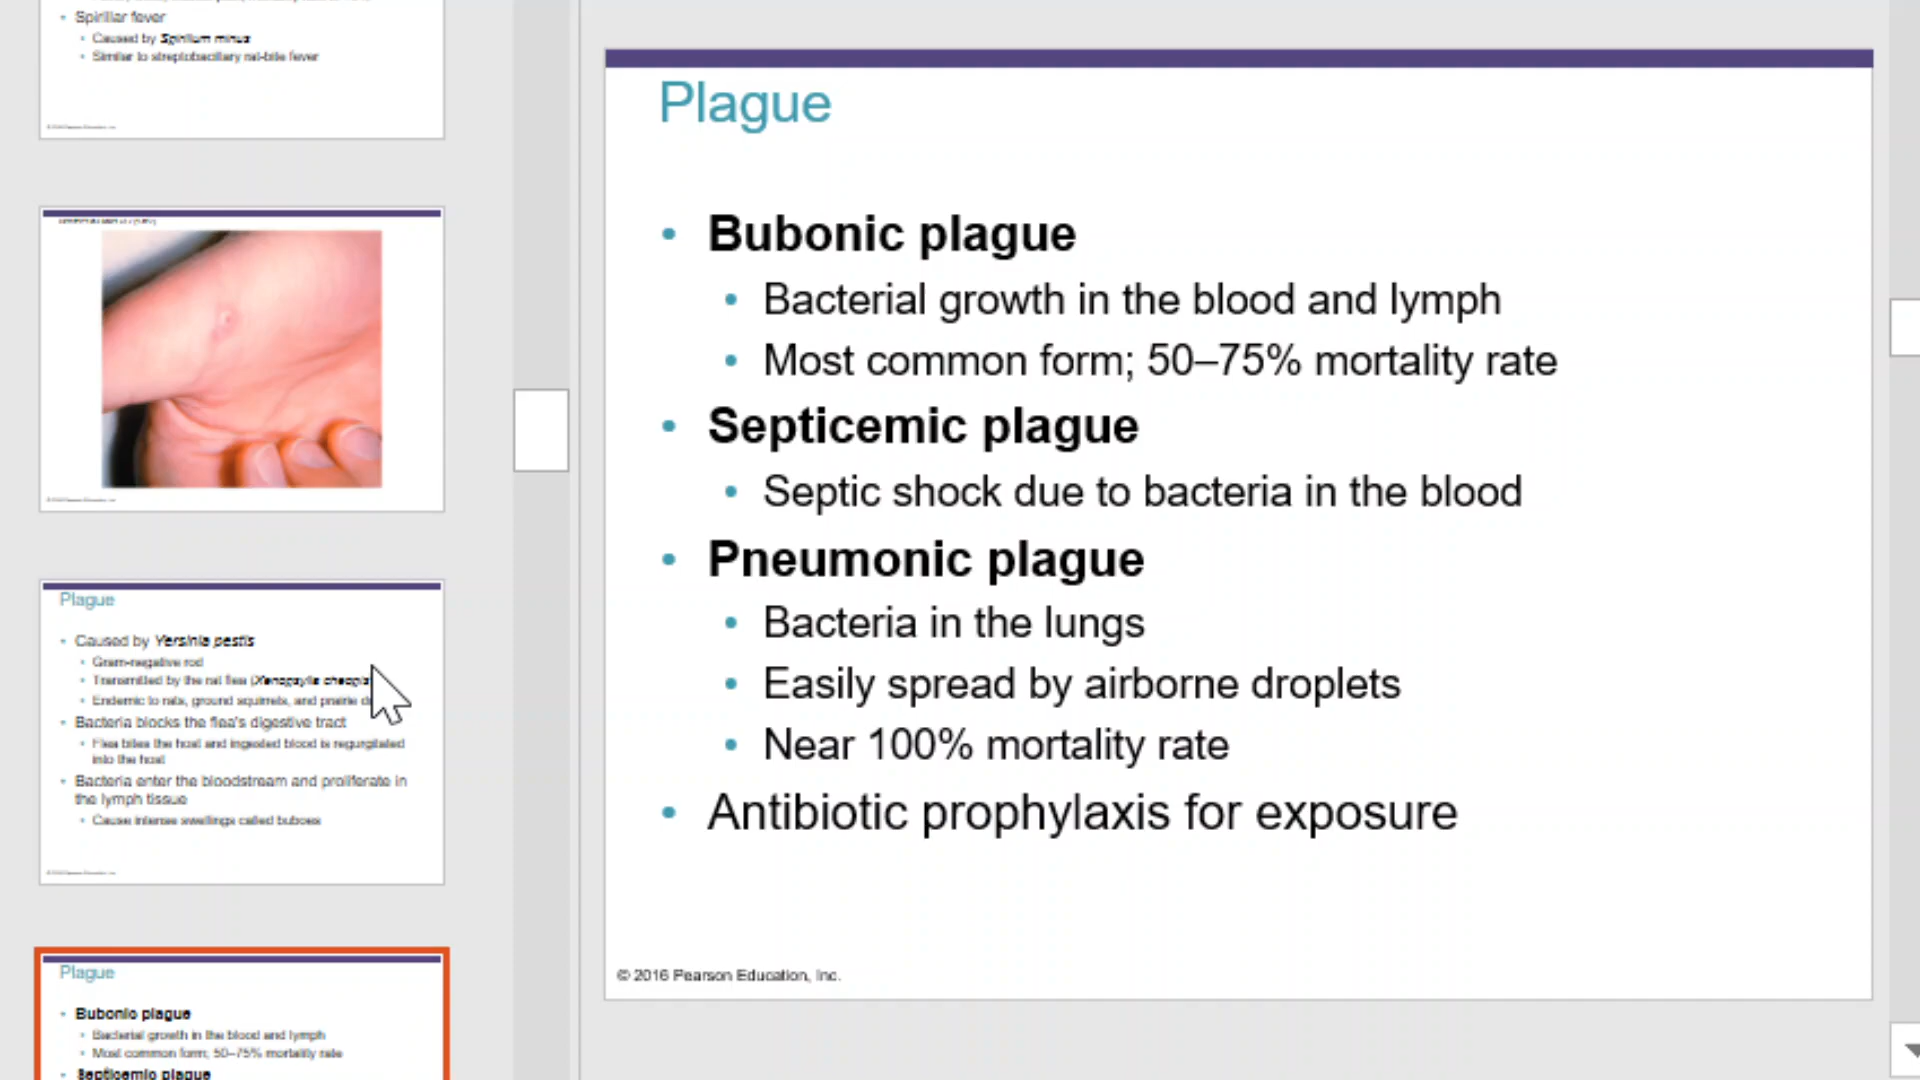 Spirillar fever
Caused by Spirillum minus
Similar to streptobacillary rat-bite fever
Plague
Caused by Yersinia pestis
Gram-negative rod
Transmitted by the rat flea (Xenopsylla cheopis
Endemic to rats, ground squirrels, and prairie d
Bacteria blocks the flea's digestive tract
Flea bites the host and ingested blood is regurgitated
into the host
Bacteria enter the bloodstream and proliferate in
the lymph tissue
Cause intense swellings called buboes
Plague
Bubonic plague
Bacterial growth in the blood and lymph
Most common form; 50–75% mortality rate
Septicemic plague
Plague
• Bubonic plague
• Bacterial growth in the blood and lymph
• Most common form; 50–75% mortality rate
• Septicemic plague
• Septic shock due to bacteria in the blood
• Pneumonic plague
• Bacteria in the lungs
• Easily spread by airborne droplets
• Near 100% mortality rate
• Antibiotic prophylaxis for exposure
© 2016 Pearson Education, Inc.